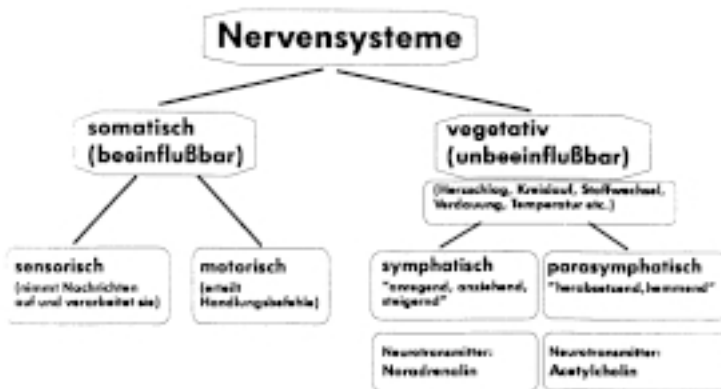 Nervensysteme
somatisch
(beeinflußbar)
vegetativ
(unbeeinflußbar)
(Herzschlag, Kreislauf, Stoffwechsel,
Verdauung, Temperatur etc.)
sensorisch
(nimmt Nachrichten
auf und verarbeitet sie)
motorisch
(erteilt
Handlungsbefehle)
symphatisch
"anregend, anziehend,
steigernd"
parasymphatisch
"herabsetzend, hemmend"
Neurotransmitter:
Noradrenalin
Neurotransmitter:
Acetylcholin